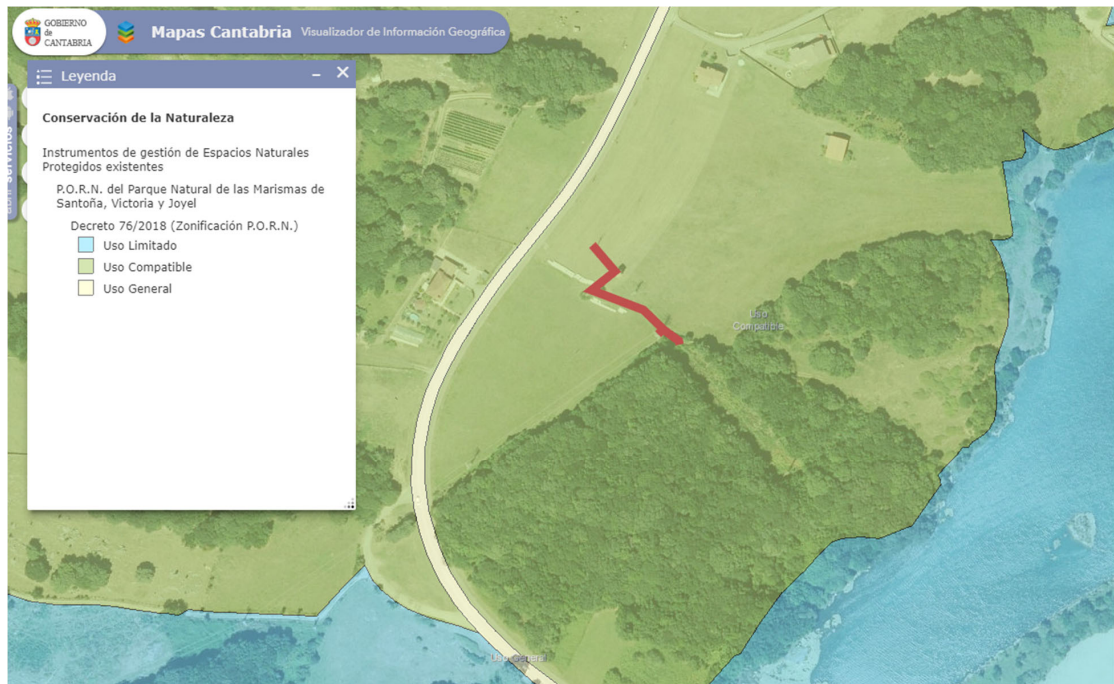 GOBIERNO
de
CANTABRIA
Mapas Cantabria Visualizador de Información Geográfica
Leyenda
servicios
Conservación de la Naturaleza
Instrumentos de gestión de Espacios Naturales
Protegidos existentes
P.O.R.N. del Parque Natural de las Marismas de
Santoña, Victoria y Joyel
Decreto 76/2018 (Zonificación P.O.R.N.)
Uso Limitado
Uso Compatible
Uso General
Uso
Compatible
Uso General